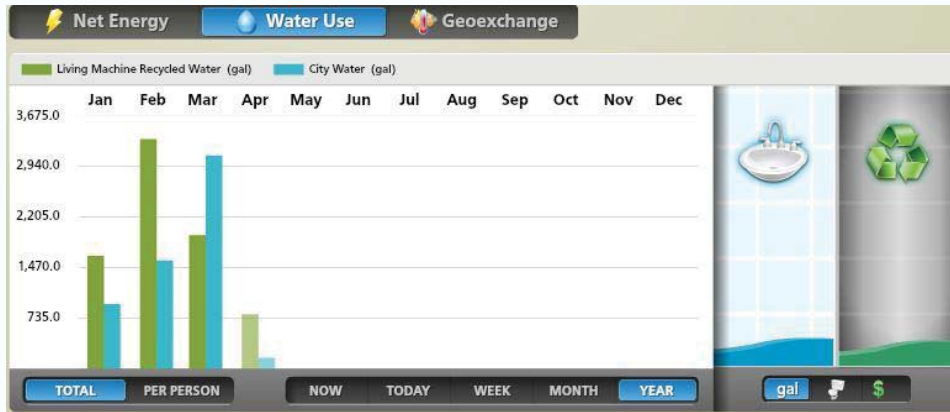 Net Energy Water Use Geoexchange
Living Machine Recycled Water (gal) City Water (gal)
Jan Feb Mar Apr May Jun Jul Aug Sep Oct Nov Dec
3,675.0
2,940.0
2,205.0
1,470.0
735.0
TOTAL PER PERSON NOW TODAY WEEK MONTH YEAR gal $